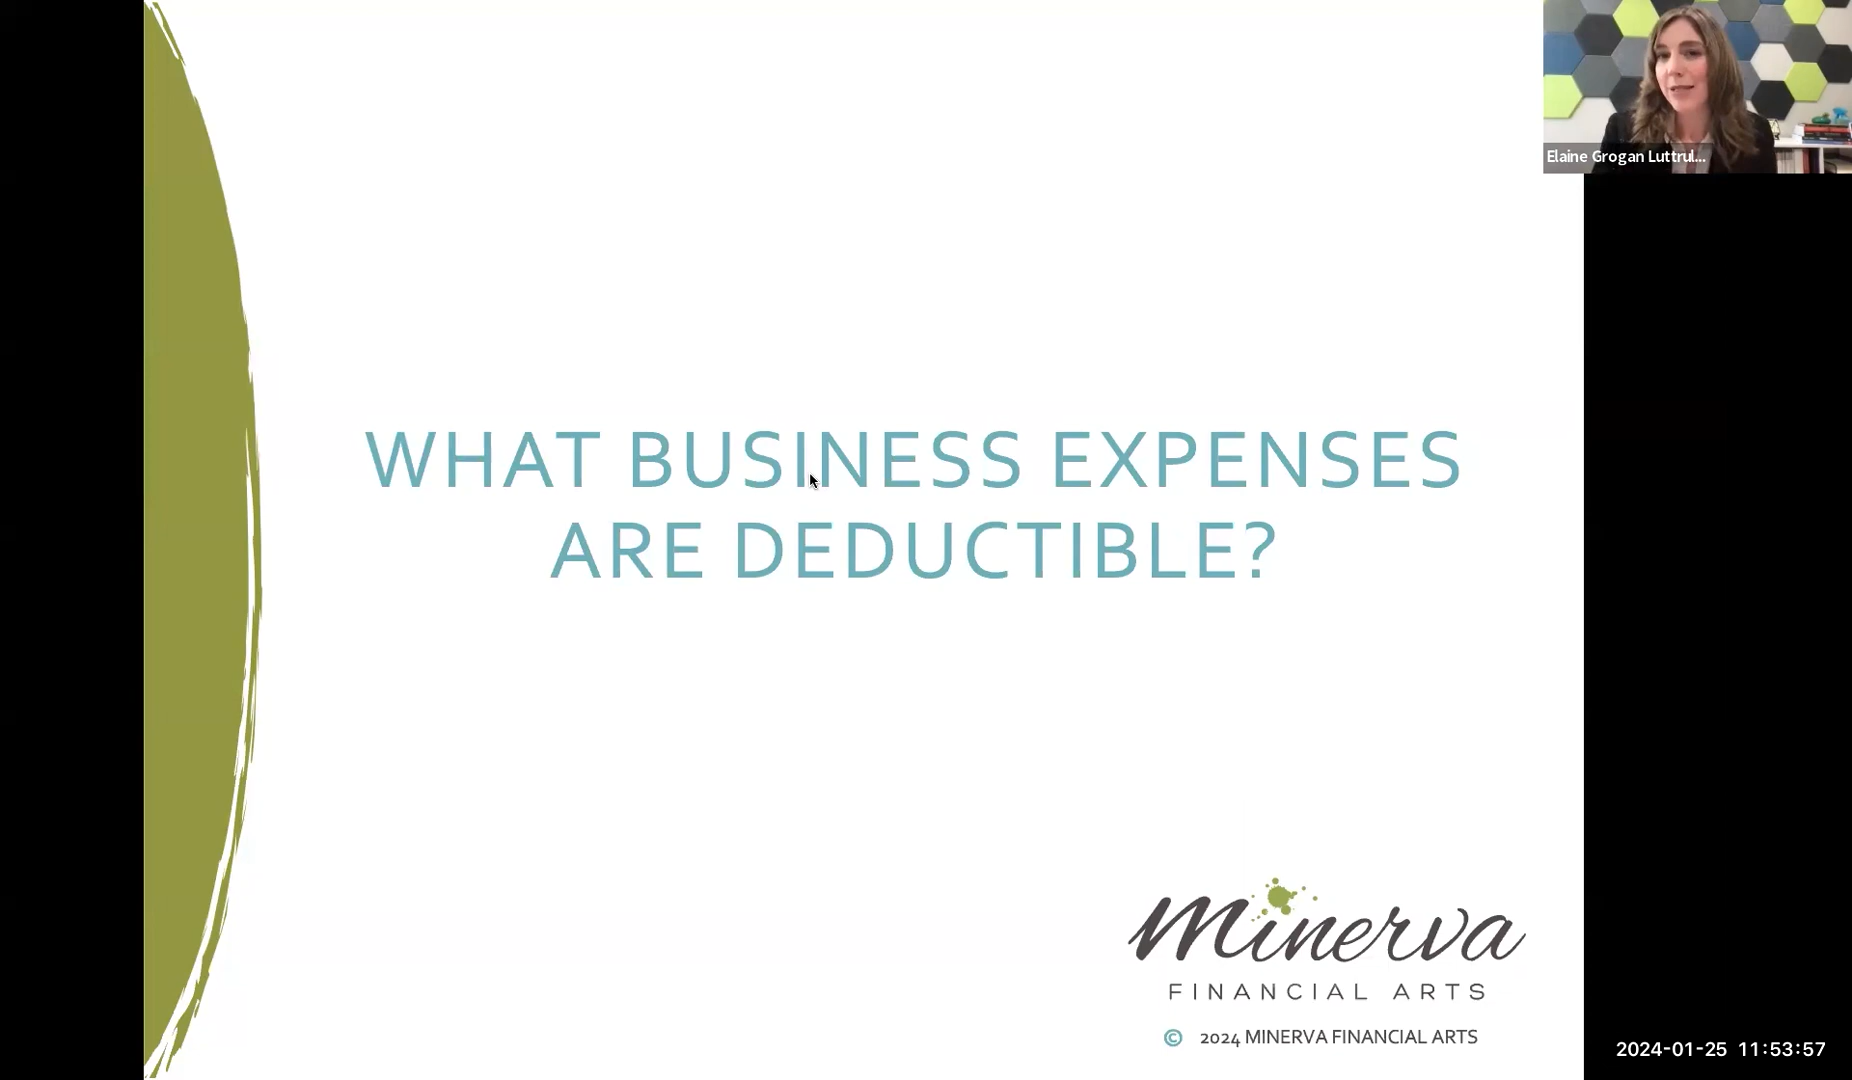 Elaine Grogan Luttrul...
WHAT BUSINESS EXPENSES
ARE DEDUCTIBLE?
minerva
FINANCIAL ARTS
© 2024 MINERVA FINANCIAL ARTS
2024-01-25 11:53:57